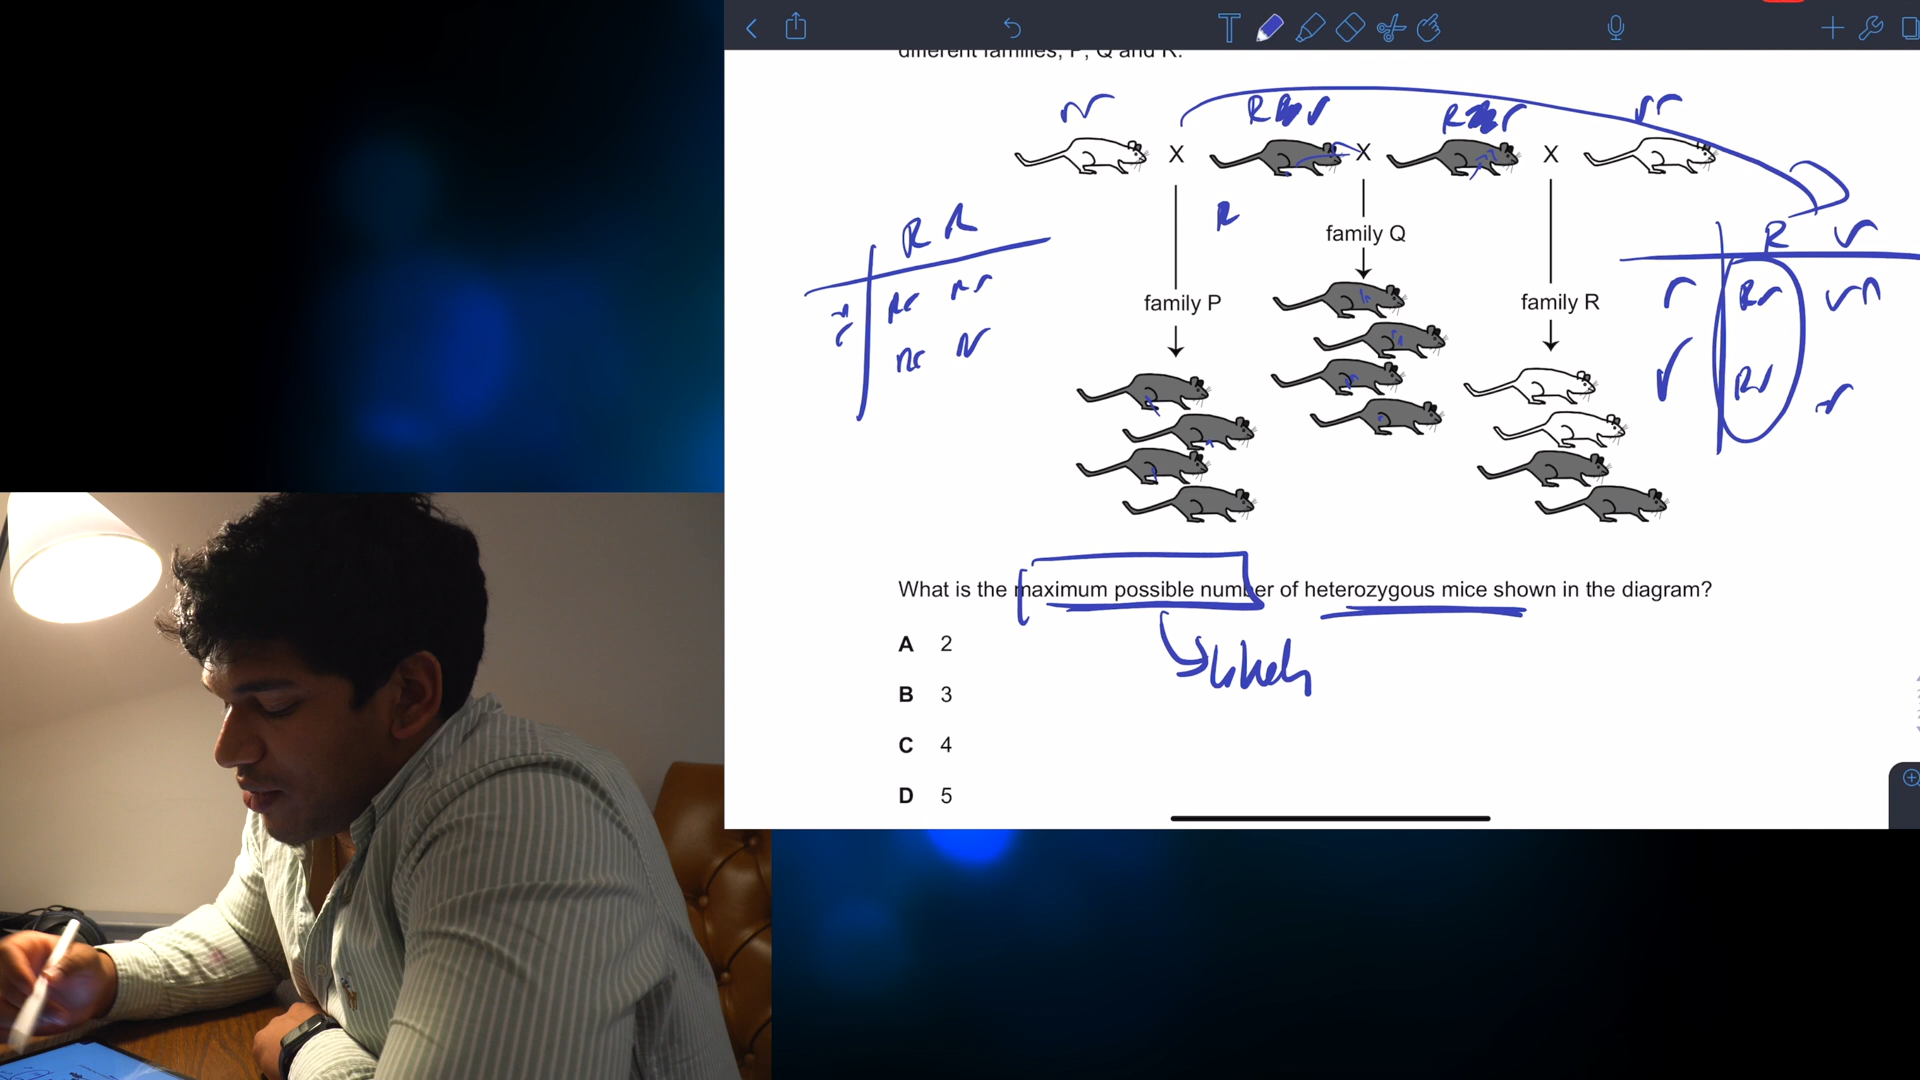 different families, P, Q and R.
rr
R r
R r
rr
X
X
X
R
R R
R r
family Q
Rr
Rr
family P
family R
r
Rr
rr
Rr
r
Rr
rr
What is the maximum possible number of heterozygous mice shown in the diagram?
A 2
likely
B 3
C 4
D 5